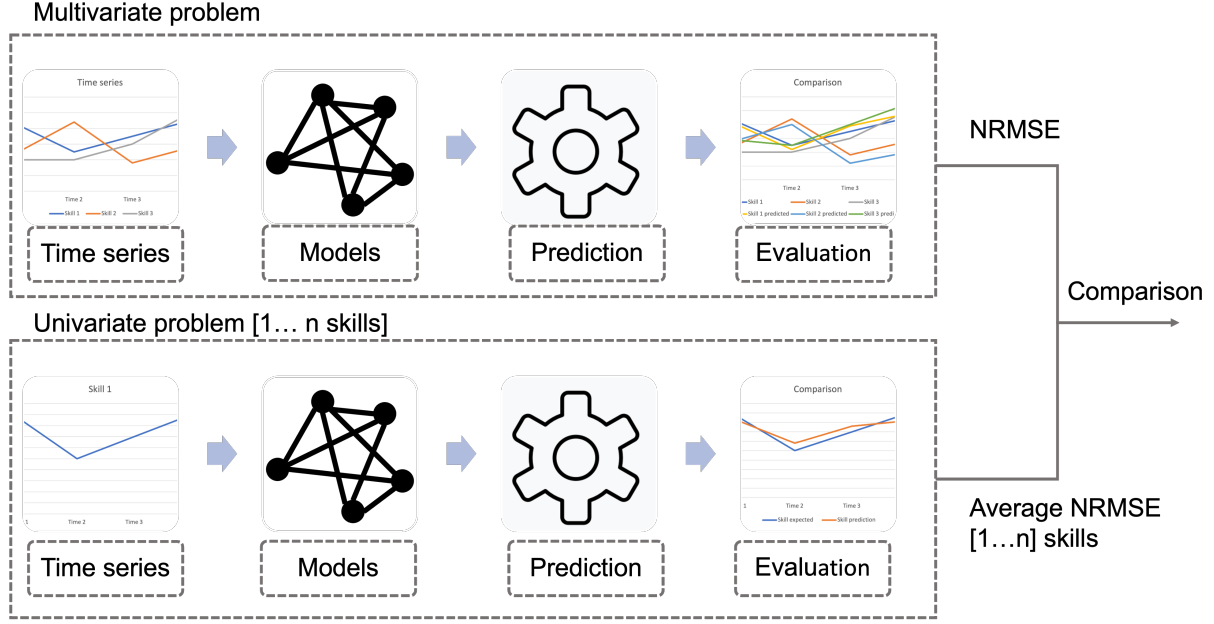 Multivariate problem
Time series
Time 2 Time 3
Skill 1 Skill 2 Skill 3
Comparison
Time 2 Time 3
Skill 1 Skill 2 Skill 3
Skill 1 predicted Skill 2 predicted Skill 3 predi
Time series Models Prediction Evaluation
NRMSE
Comparison
Univariate problem [1... n skills]
Skill 1
:1 Time 2 Time 3
Comparison
1 Time 2 Time 3
Skill expected Skill prediction
Time series Models Prediction Evaluation
Average NRMSE
[1...n] skills